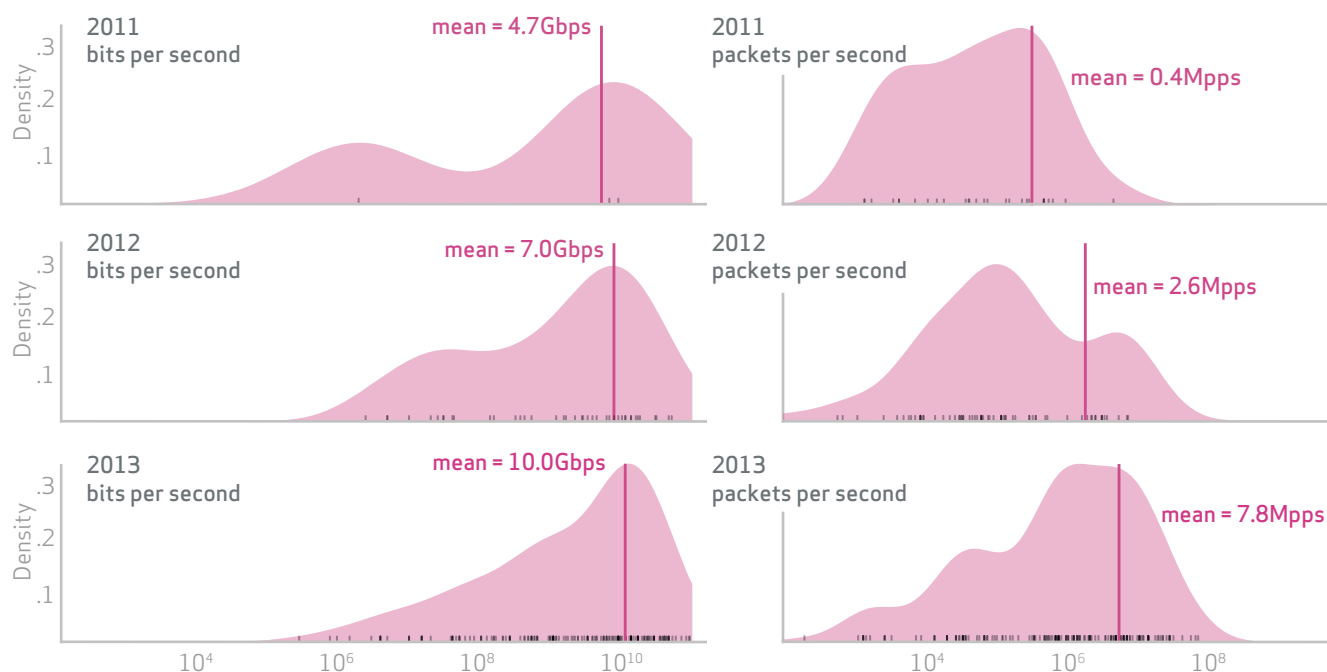 2011
bits per second
mean = 4.7Gbps
Density
.3
.2
.1
2011
packets per second
mean = 0.4Mpps
2012
bits per second
mean = 7.0Gbps
Density
.3
.2
.1
2012
packets per second
mean = 2.6Mpps
2013
bits per second
mean = 10.0Gbps
Density
.3
.2
.1
2013
packets per second
mean = 7.8Mpps
10⁴ 10⁶ 10⁸ 10¹⁰
10⁴ 10⁶ 10⁸